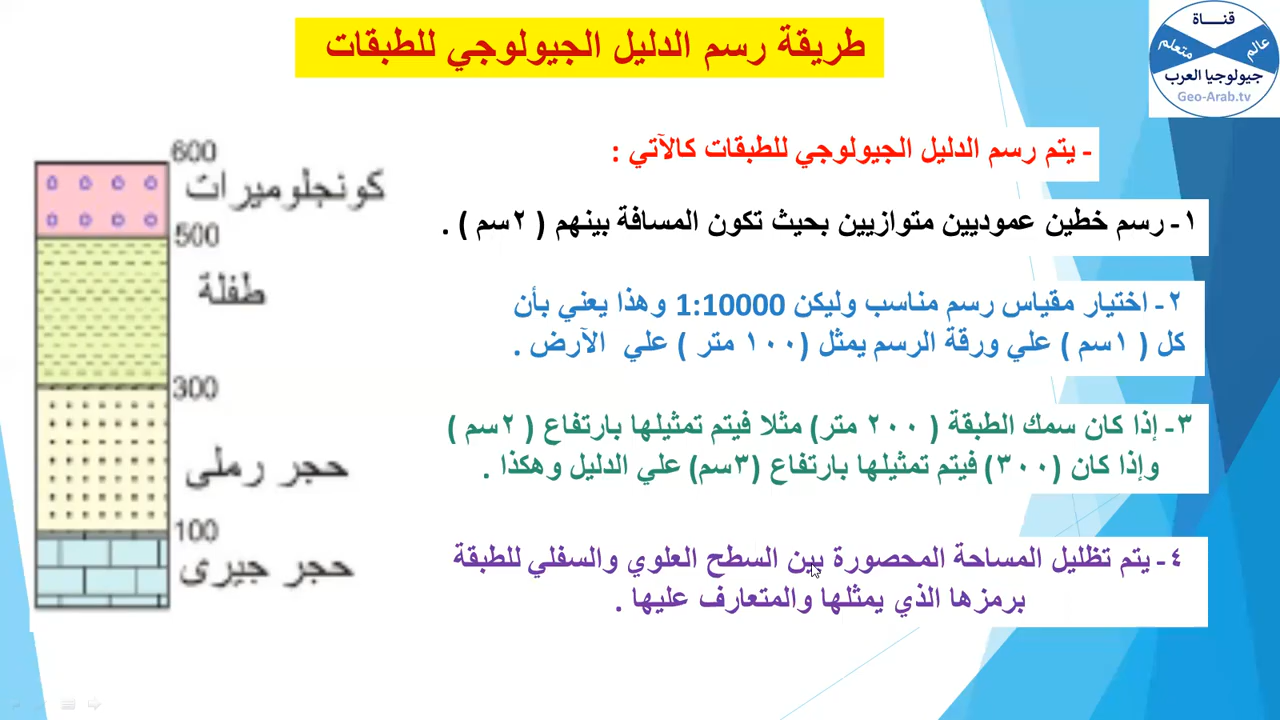 طريقة رسم الدليل الجيولوجي للطبقات
قناة
عالم
متعلم
جيولوجيا العرب
Geo-Arab.tv
- يتم رسم الدليل الجيولوجي للطبقات كالآتي :
١- رسم خطين عموديين متوازيين بحيث تكون المسافة بينهم ( ٢سم ) .
٢- اختيار مقياس رسم مناسب وليكن 1:10000 وهذا يعني بأن
كل ( ١سم ) علي ورقة الرسم يمثل (١٠٠ متر ) علي الآرض .
٣- إذا كان سمك الطبقة ( ٢٠٠ متر) مثلا فيتم تمثيلها بارتفاع ( ٢سم )
وإذا كان (٣٠٠) فيتم تمثيلها بارتفاع (٣سم) علي الدليل وهكذا .
٤- يتم تظليل المساحة المحصورة بين السطح العلوي والسفلي للطبقة
برمزها الذي يمثلها والمتعارف عليها .
600
كونجلوميرات
500
طفلة
300
حجر رملى
100
حجر جيرى